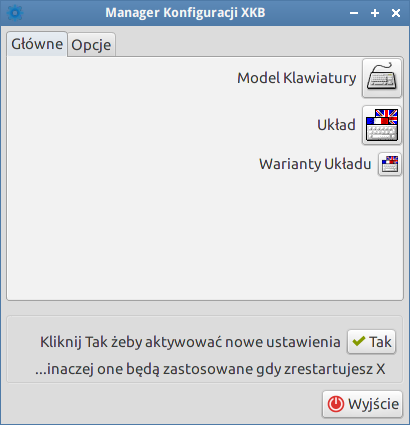 Manager Konfiguracji XKB
Główne Opcje
Model Klawiatury
Układ
Warianty Układu
Kliknij Tak żeby aktywować nowe ustawienia Tak
...inaczej one będą zastosowane gdy zrestartujesz X
Wyjście